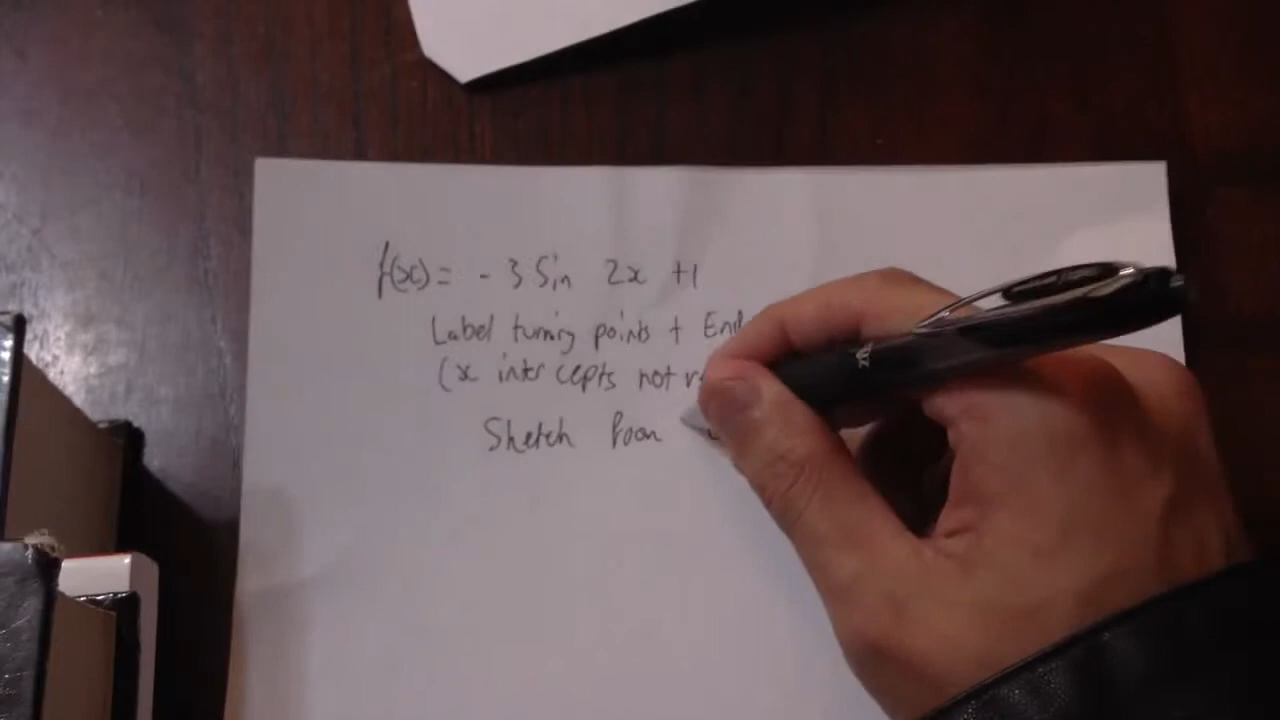 f(x) = - 3 Sin 2x +1
Label turning points + End
(x intercepts not
Sketch from